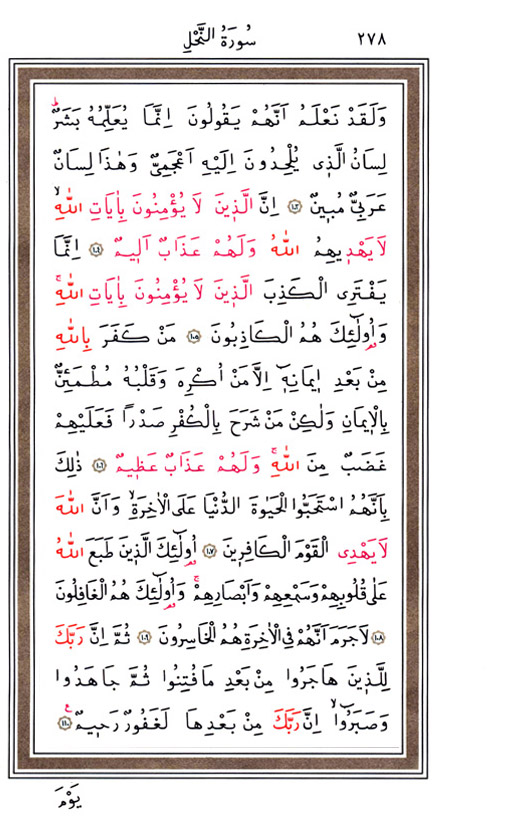 ٢٧٨ سُورَةُ النَّحْلِ
وَلَقَدْ نَعْلَمُ اَنَّهُمْ يَقُولُونَ اِنَّمَا يُعَلِّمُهُ بَشَرٌۜ
لِسَانُ الَّذ۪ي يُلْحِدُونَ اِلَيْهِ اَعْجَمِيٌّ وَهٰذَا لِسَانٌ
عَرَبِيٌّ مُب۪ينٌ ﴿١٠٣﴾ اِنَّ الَّذ۪ينَ لَا يُؤْمِنُونَ بِاٰيَاتِ اللّٰهِۙ
لَا يَهْد۪يهِمُ اللّٰهُ وَلَهُمْ عَذَابٌ اَل۪يمٌ ﴿١٠٤﴾ اِنَّمَا
يَفْتَرِي الْكَذِبَ الَّذ۪ينَ لَا يُؤْمِنُونَ بِاٰيَاتِ اللّٰهِۚ
وَاُو۬لٰٓئِكَ هُمُ الْكَاذِبُونَ ﴿١٠٥﴾ مَنْ كَفَرَ بِاللّٰهِ
مِنْ بَعْدِ ا۪يمَانِه۪ٓ اِلَّا مَنْ اُكْرِهَ وَقَلْبُهُ مُطْمَئِنٌّ
بِالْا۪يمَانِ وَلٰكِنْ مَنْ شَرَحَ بِالْكُفْرِ صَدْرًا فَعَلَيْهِمْ
غَضَبٌ مِنَ اللّٰهِۚ وَلَهُمْ عَذَابٌ عَظ۪يمٌ ﴿١٠٦﴾ ذٰلِكَ
بِاَنَّهُمُ اسْتَحَبُّوا الْحَيٰوةَ الدُّنْيَا عَلَى الْاٰخِرَةِۙ وَاَنَّ اللّٰهَ
لَا يَهْدِي الْقَوْمَ الْكَافِر۪ينَ ﴿١٠٧﴾ اُو۬لٰٓئِكَ الَّذ۪ينَ طَبَعَ اللّٰهُ
عَلٰى قُلُوبِهِمْ وَسَمْعِهِمْ وَاَبْصَارِهِمْۚ وَاُو۬لٰٓئِكَ هُمُ الْغَافِلُونَ
﴿١٠٨﴾ لَا جَرَمَ اَنَّهُمْ فِي الْاٰخِرَةِ هُمُ الْخَاسِرُونَ ﴿١٠٩﴾ ثُمَّ اِنَّ رَبَّكَ
لِلَّذ۪ينَ هَاجَرُوا مِنْ بَعْدِ مَا فُتِنُوا ثُمَّ جَاهَدُوا
وَصَبَرُٓواۙ اِنَّ رَبَّكَ مِنْ بَعْدِهَا لَغَفُورٌ رَح۪يمٌ۟ ﴿١١٠﴾
يَوْمَ